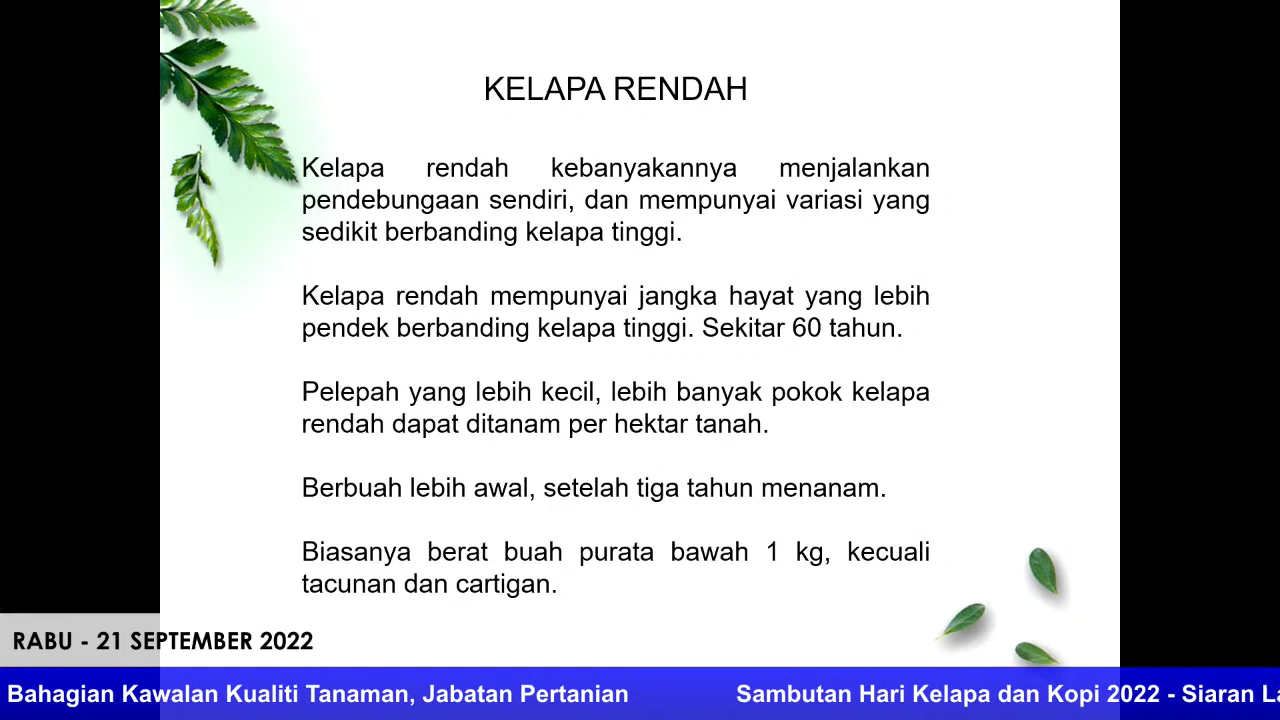 KELAPA RENDAH
Kelapa rendah kebanyakannya menjalankan
pendebungaan sendiri, dan mempunyai variasi yang
sedikit berbanding kelapa tinggi.
Kelapa rendah mempunyai jangka hayat yang lebih
pendek berbanding kelapa tinggi. Sekitar 60 tahun.
Pelepah yang lebih kecil, lebih banyak pokok kelapa
rendah dapat ditanam per hektar tanah.
Berbuah lebih awal, setelah tiga tahun menanam.
Biasanya berat buah purata bawah 1 kg, kecuali
tacunan dan cartigan.
RABU - 21 SEPTEMBER 2022
Bahagian Kawalan Kualiti Tanaman, Jabatan Pertanian Sambutan Hari Kelapa dan Kopi 2022 - Siaran